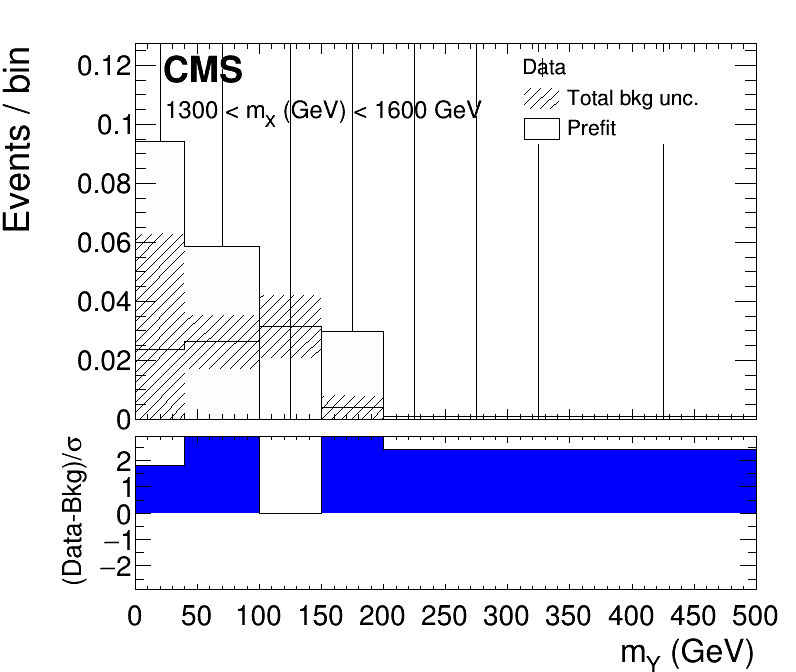 CMS
1300 < mX (GeV) < 1600 GeV
Data
Total bkg unc.
Prefit
Events / bin
0.12
0.1
0.08
0.06
0.04
0.02
0
(Data-Bkg)/σ
2
1
0
−1
−2
0 50 100 150 200 250 300 350 400 450 500
mY (GeV)